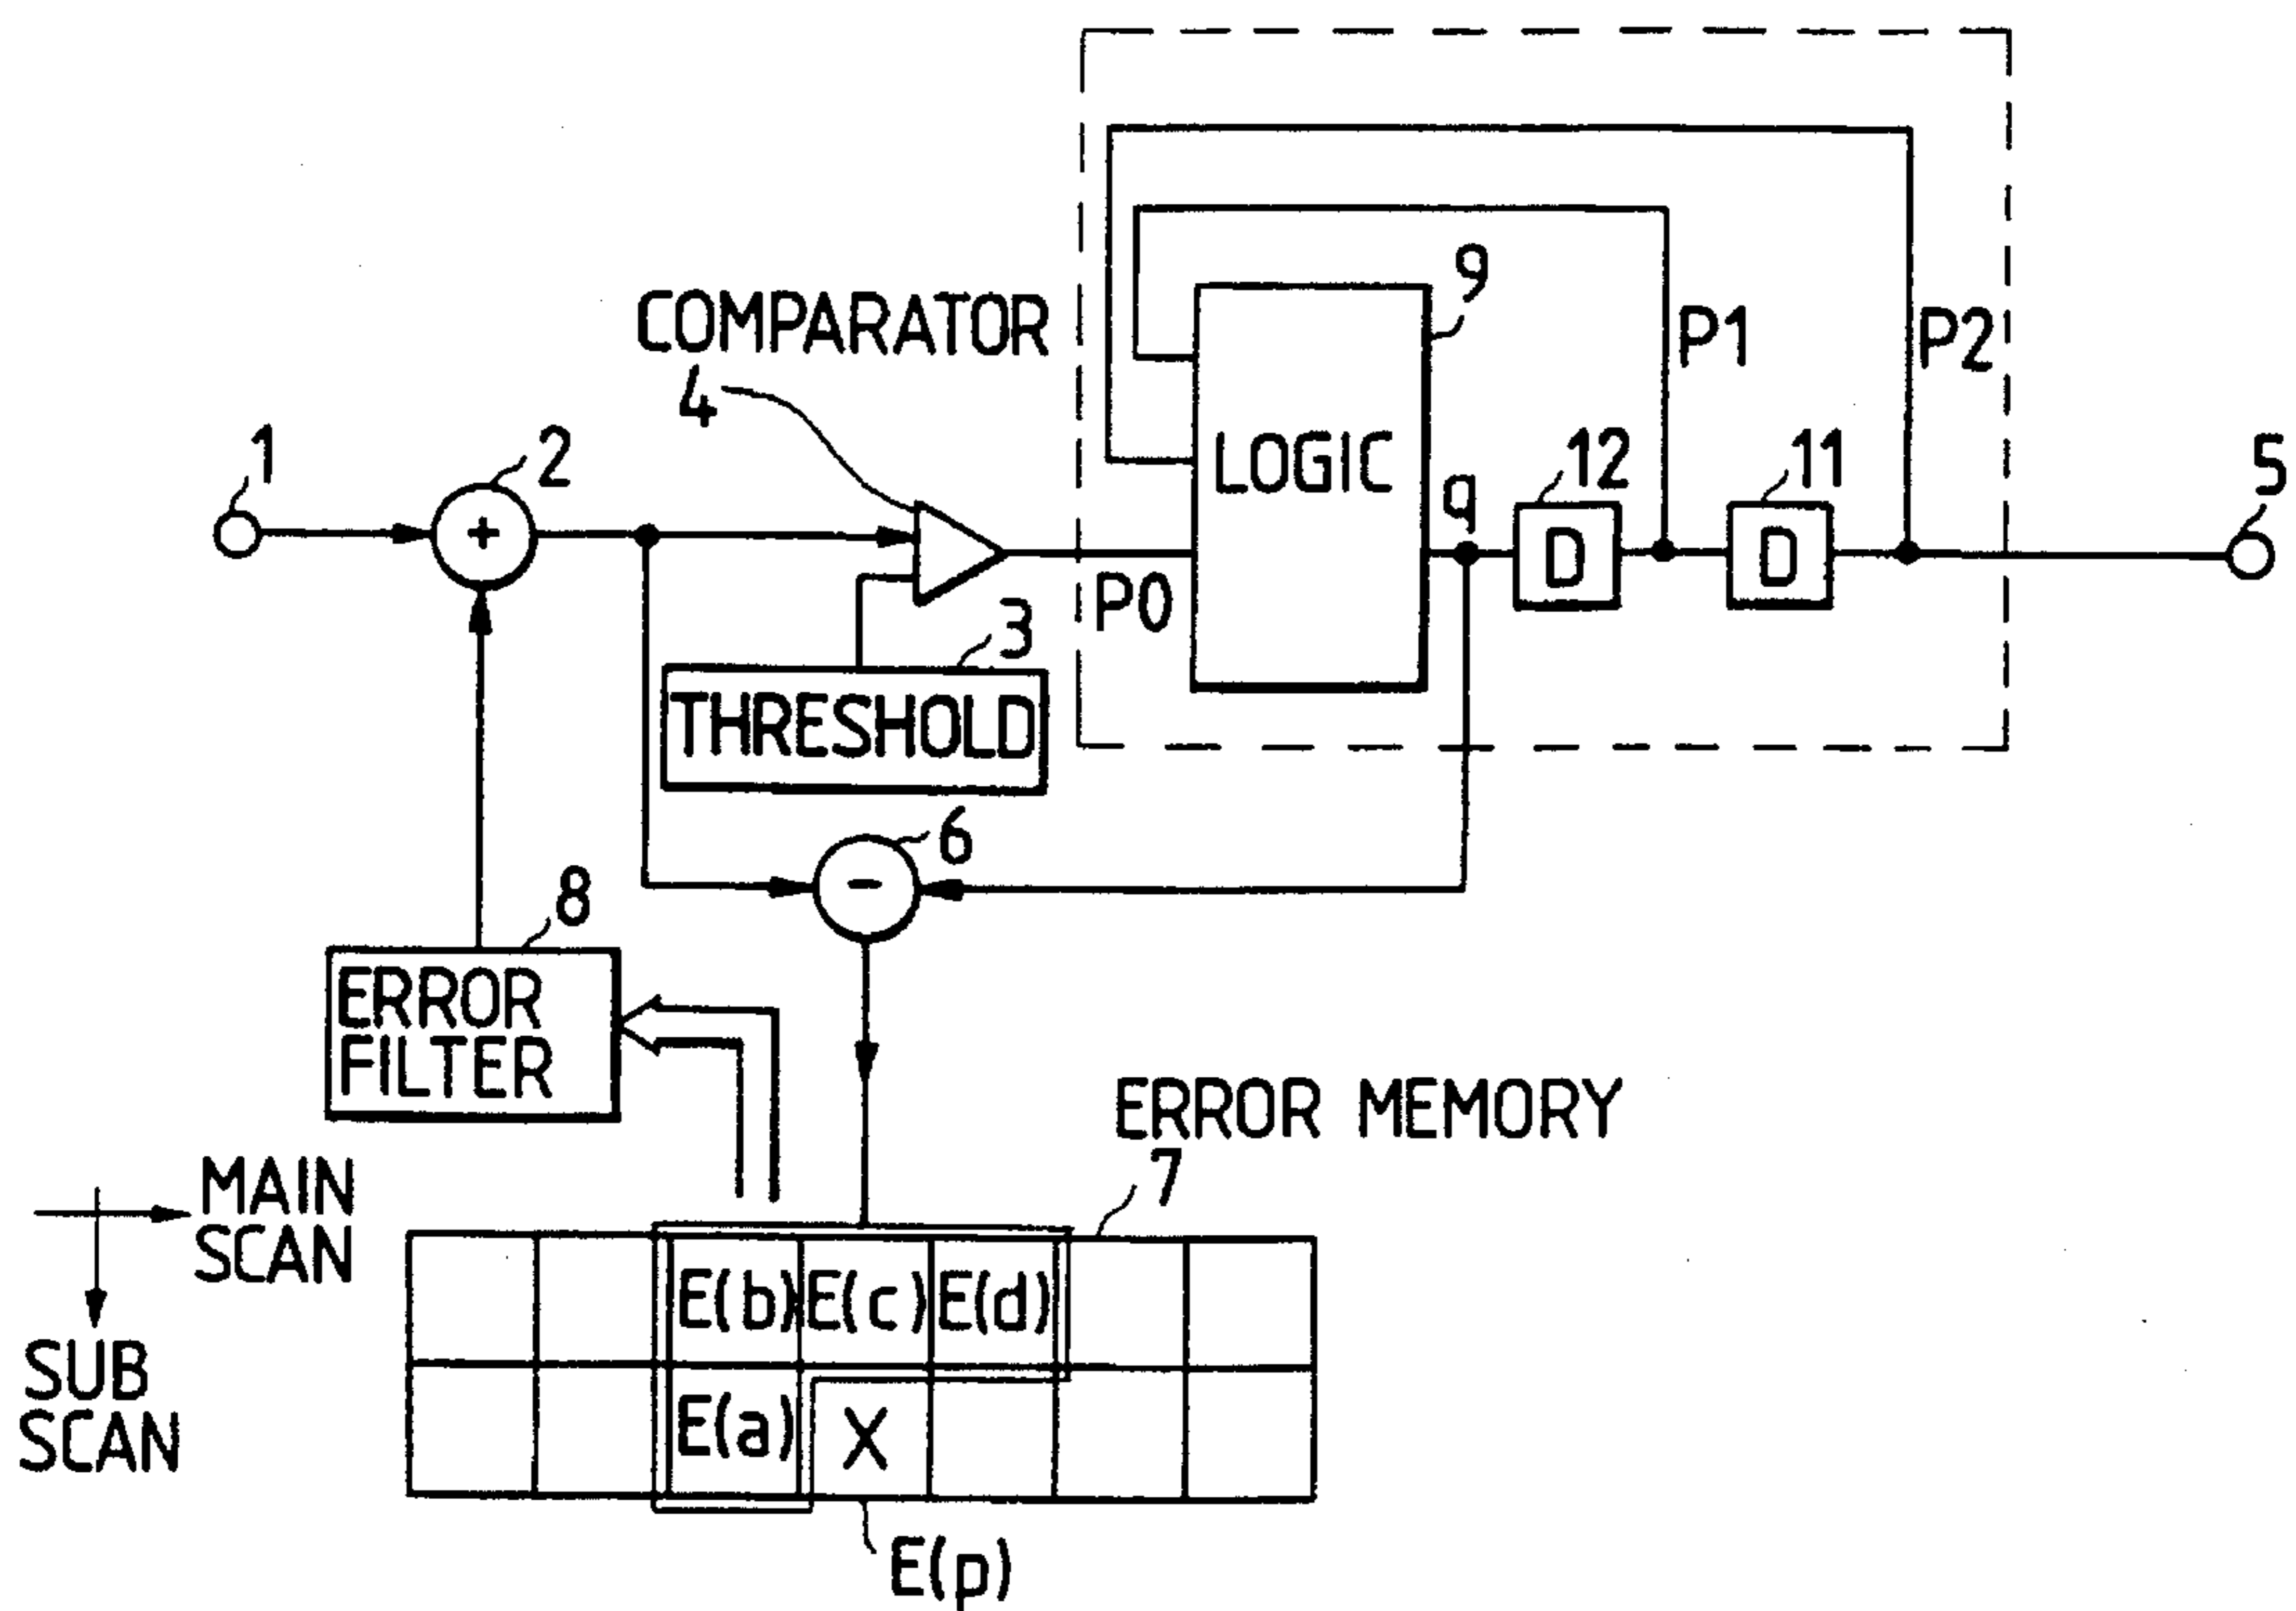 COMPARATOR
4
9
P1
P2
1
2
+
LOGIC
q
12
D
11
D
5
P0
3
THRESHOLD
6
-
8
ERROR
FILTER
ERROR MEMORY
7
MAIN
SCAN
SUB
SCAN
E(b) E(c) E(d)
E(a) X
E(p)